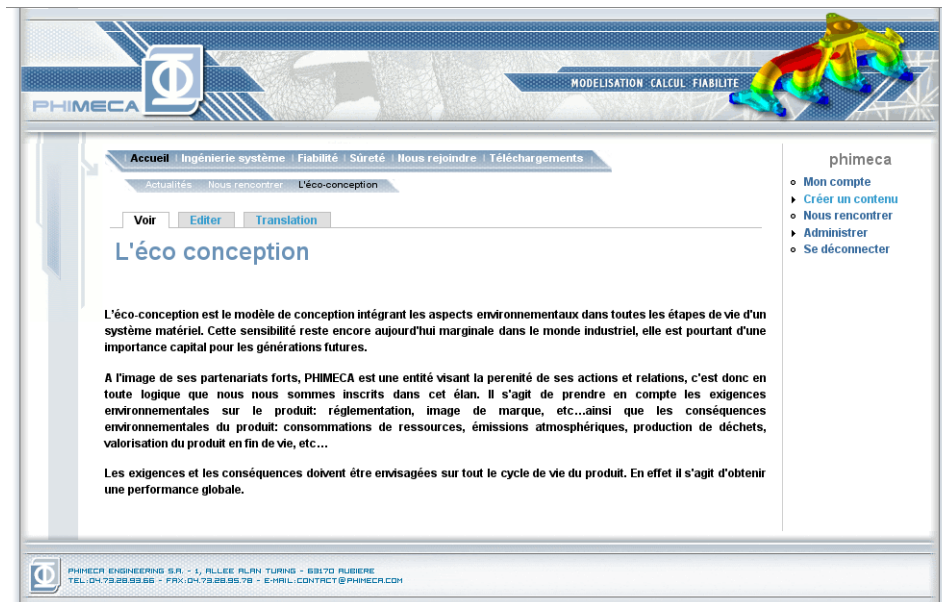 MODELISATION CALCUL FIABILITE
PHIMECA
Accueil Ingénierie système Fiabilité Sûreté Nous rejoindre Téléchargements
Actualités Nous rencontrer L'éco-conception
Voir Editer Translation
L'éco conception
L'éco-conception est le modèle de conception intégrant les aspects environnementaux dans toutes les étapes de vie d'un
système matériel. Cette sensibilité reste encore aujourd'hui marginale dans le monde industriel, elle est pourtant d'une
importance capital pour les générations futures.
A l'image de ses partenariats forts, PHIMECA est une entité visant la perenité de ses actions et relations, c'est donc en
toute logique que nous nous sommes inscrits dans cet élan. Il s'agit de prendre en compte les exigences
environnementales sur le produit: réglementation, image de marque, etc...ainsi que les conséquences
environnementales du produit: consommations de ressources, émissions atmosphériques, production de déchets,
valorisation du produit en fin de vie, etc...
Les exigences et les conséquences doivent être envisagées sur tout le cycle de vie du produit. En effet il s'agit d'obtenir
une performance globale.
phimeca
Mon compte
Créer un contenu
Nous rencontrer
Administrer
Se déconnecter
PHIMECA ENGINEERING S.A. - 1, ALLEE ALAN TURING - 63170 AUBIERE
TEL:04.73.28.93.66 - FAX:04.73.28.95.78 - E-MAIL:CONTACT@PHIMECA.COM